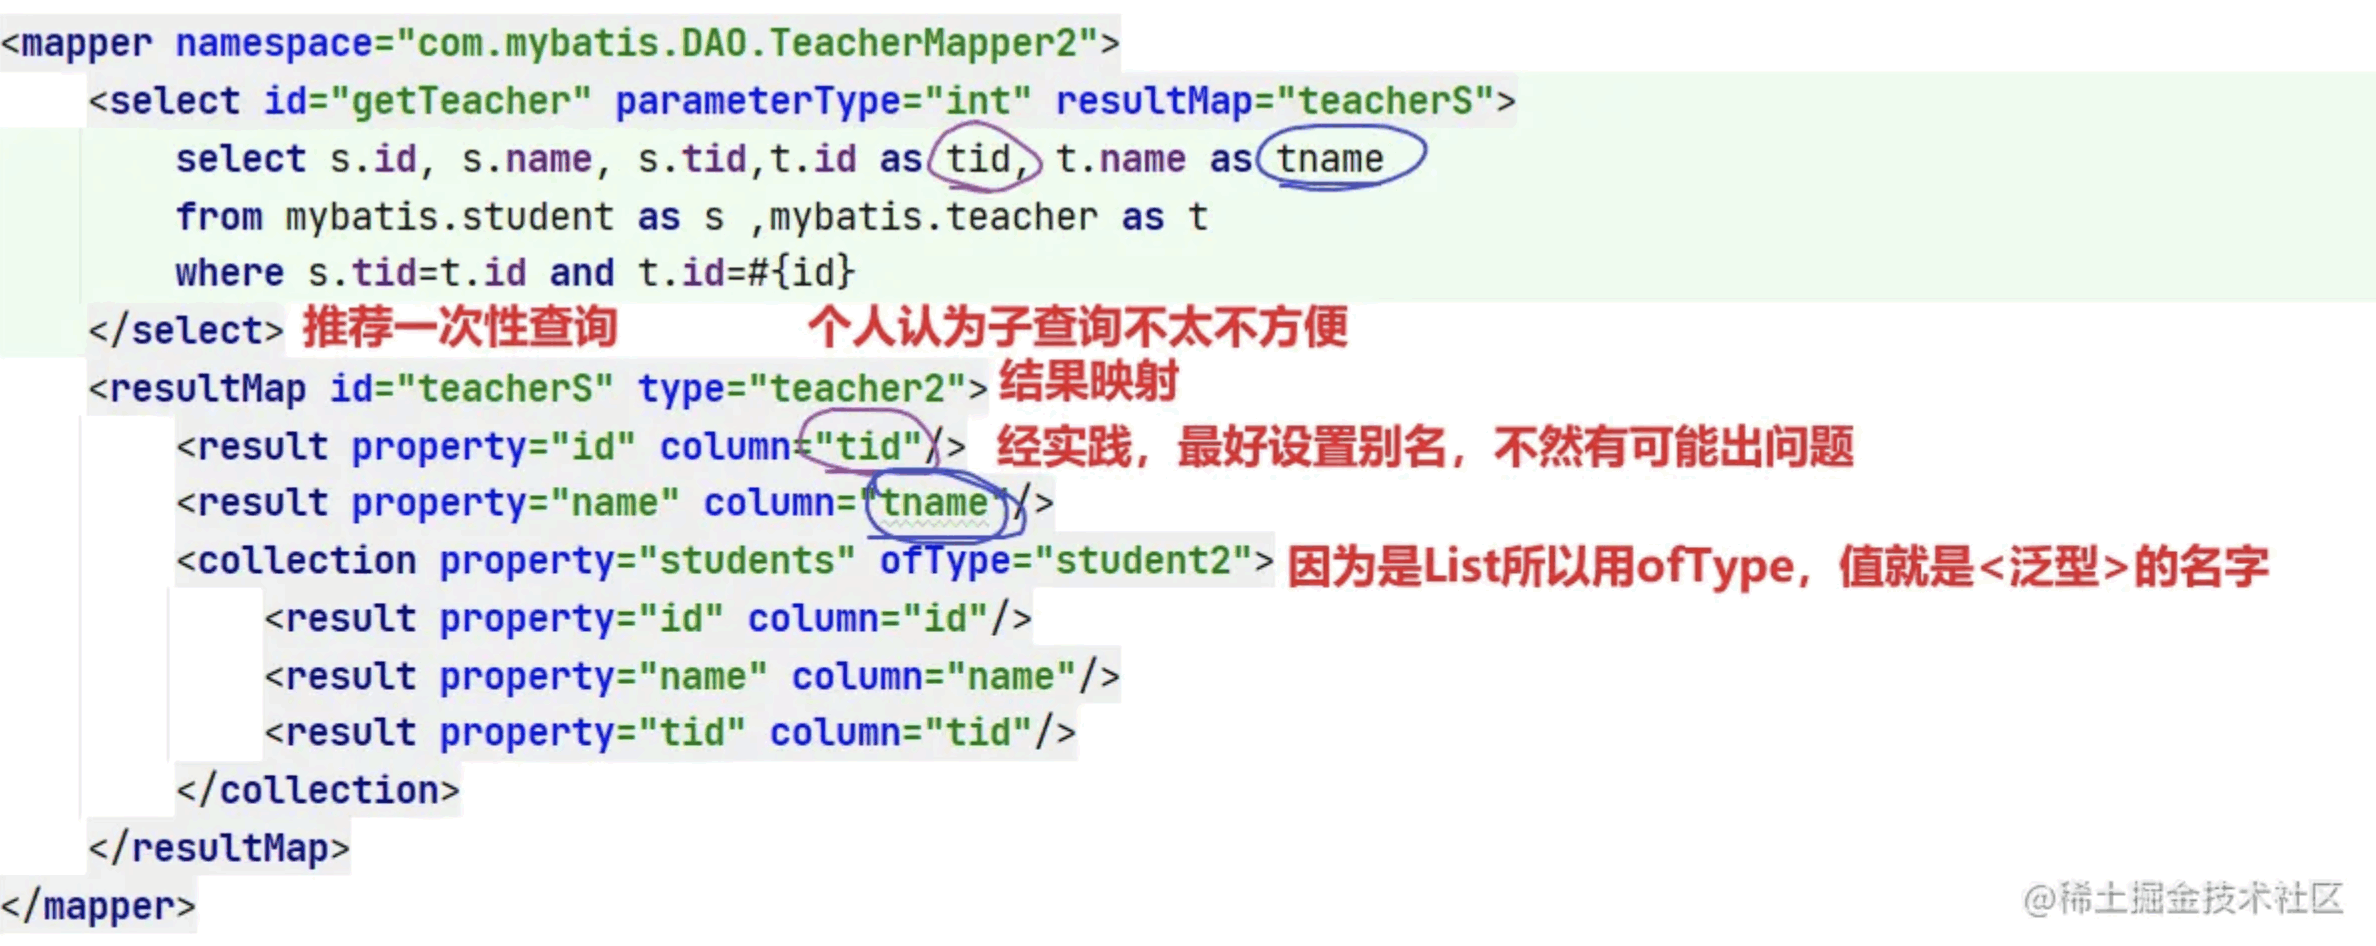 <mapper namespace="com.mybatis.DAO.TeacherMapper2">
<select id="getTeacher" parameterType="int" resultMap="teacherS">
select s.id, s.name, s.tid,t.id as tid, t.name as tname
from mybatis.student as s ,mybatis.teacher as t
where s.tid=t.id and t.id=#{id}
</select> 推荐一次性查询 个人认为子查询不太不方便
<resultMap id="teacherS" type="teacher2"> 结果映射
<result property="id" column="tid"/> 经实践，最好设置别名，不然有可能出问题
<result property="name" column="tname"/>
<collection property="students" ofType="student2"> 因为是List所以用ofType，值就是<泛型>的名字
<result property="id" column="id"/>
<result property="name" column="name"/>
<result property="tid" column="tid"/>
</collection>
</resultMap>
</mapper>
@稀土掘金技术社区